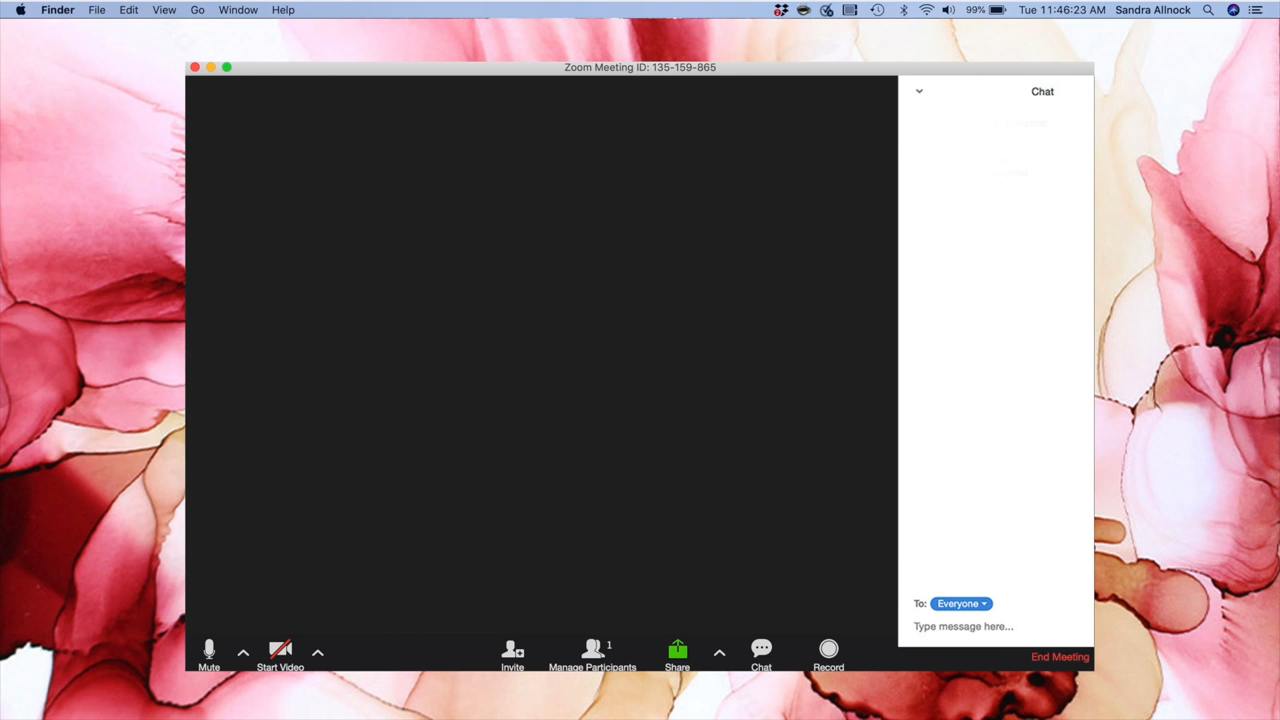 Finder File Edit View Go Window Help 99% Tue 11:46:23 AM Sandra Allnock
Zoom Meeting ID: 135-159-865
Chat
To: Everyone
Type message here...
1
Mute Start Video Invite Manage Participants Share Chat Record
End Meeting